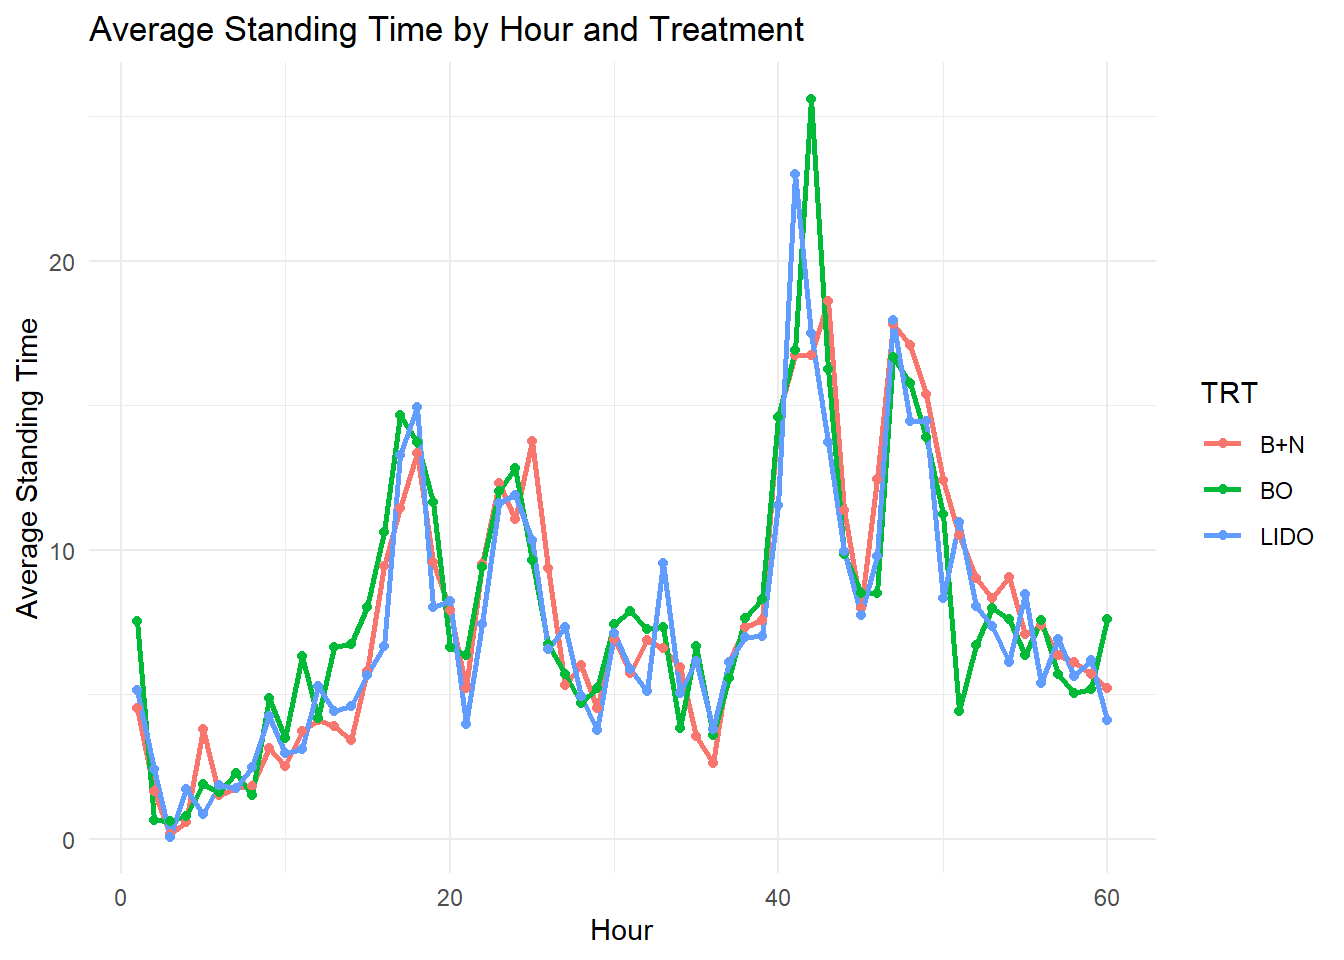 Average Standing Time by Hour and Treatment
Average Standing Time
20
10
0
0
20
40
60
Hour
TRT
B+N
BO
LIDO